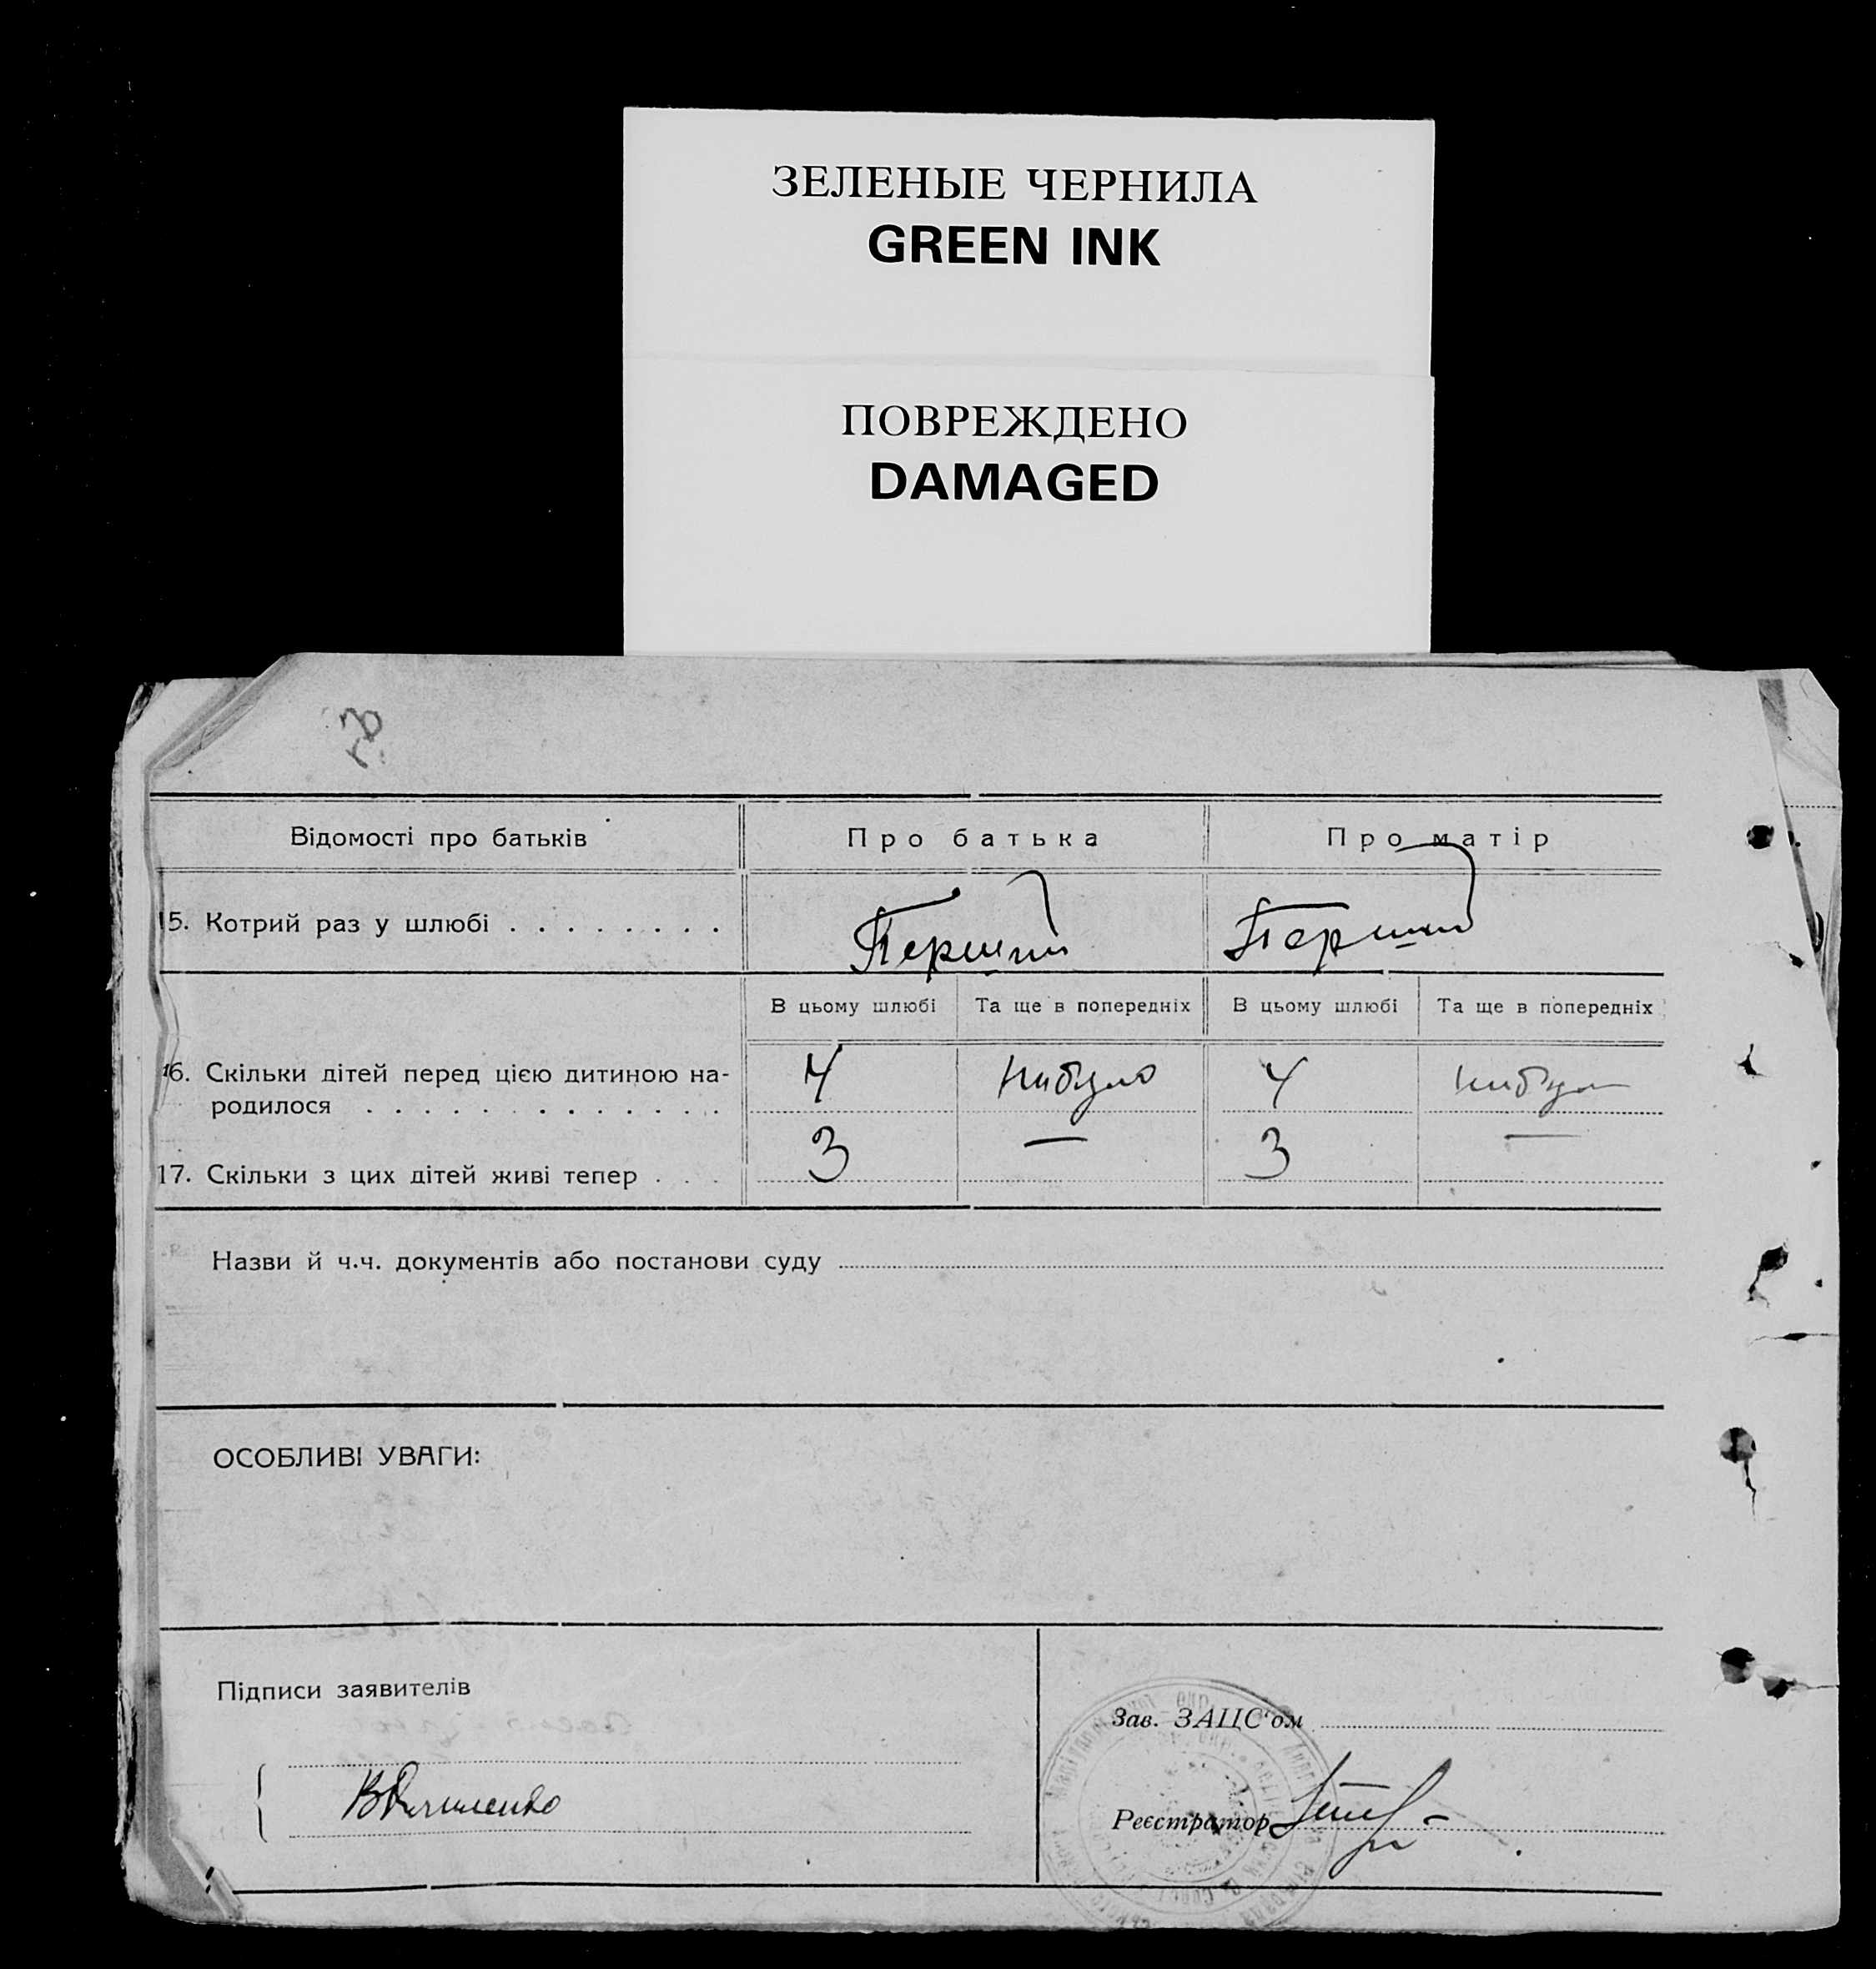 ЗЕЛЕНЫЕ ЧЕРНИЛА
GREEN INK
ПОВРЕЖДЕНО
DAMAGED
Відомості про батьків Про батька Про матір
15. Котрий раз у шлюбі . . . . . . . . Перший Перший
В цьому шлюбі Та ще в попередніх В цьому шлюбі Та ще в попередніх
16. Скільки дітей перед цією дитиною на- 4 нибуло 4 нибуло
родилося . . . . . . . . . . . . .
17. Скільки з цих дітей живі тепер . . . 3 — 3 —
Назви й ч.ч. документів або постанови суду
ОСОБЛИВІ УВАГИ:
Підписи заявителів
Зав. ЗАЦС‘ом
Реєстратор